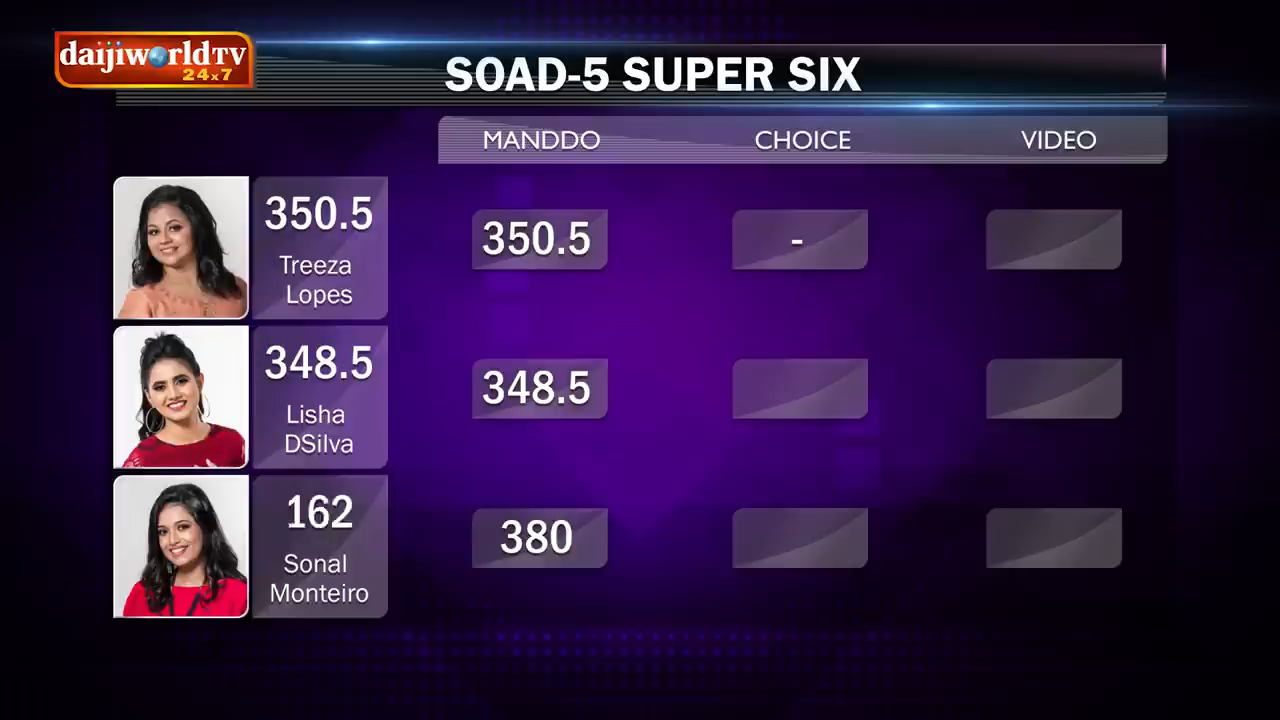 daijiworldTV
24x7
SOAD-5 SUPER SIX
MANDDO CHOICE VIDEO
350.5
Treeza
Lopes
350.5 -
348.5
Lisha
DSilva
348.5
162
Sonal
Monteiro
380